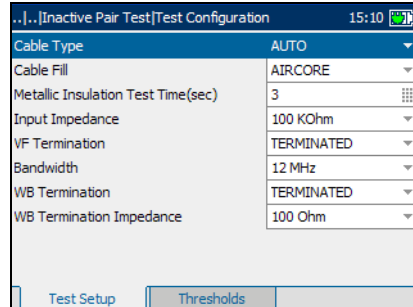 ..|..|Inactive Pair Test|Test Configuration 15:10
Cable Type AUTO
Cable Fill AIRCORE
Metallic Insulation Test Time(sec) 3
Input Impedance 100 KOhm
VF Termination TERMINATED
Bandwidth 12 MHz
WB Termination TERMINATED
WB Termination Impedance 100 Ohm
Test Setup Thresholds